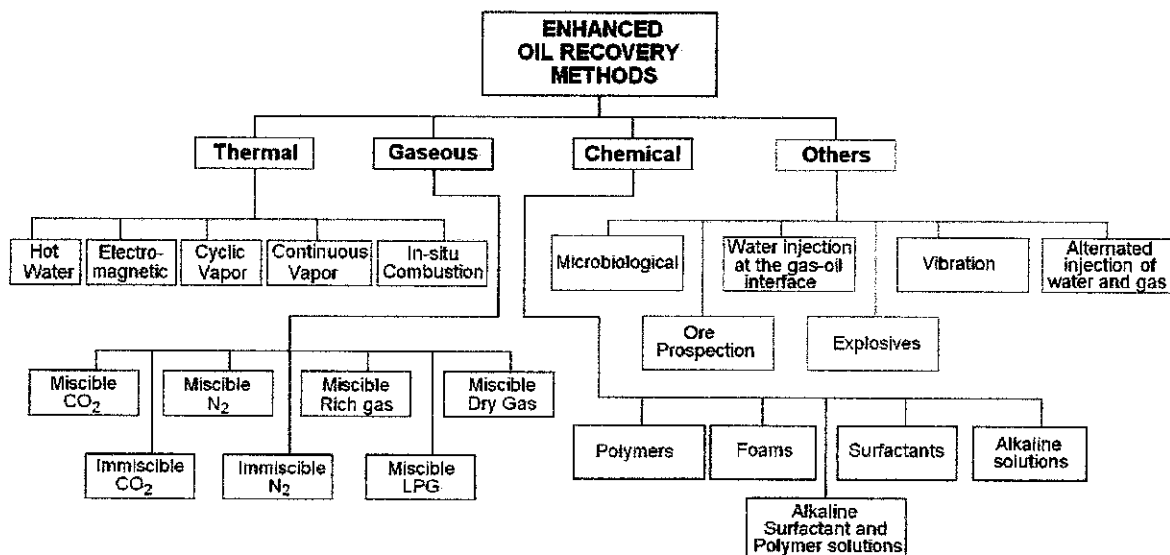 ENHANCED
OIL RECOVERY
METHODS
Thermal
Gaseous
Chemical
Others
Hot
Water
Electro-
magnetic
Cyclic
Vapor
Continuous
Vapor
In-situ
Combustion
Microbiological
Water injection
at the gas-oil
interface
Vibration
Alternated
injection of
water and gas
Ore
Prospection
Explosives
Miscible
CO₂
Miscible
N₂
Miscible
Rich gas
Miscible
Dry Gas
Immiscible
CO₂
Immiscible
N₂
Miscible
LPG
Polymers
Foams
Surfactants
Alkaline
solutions
Alkaline
Surfactant and
Polymer solutions